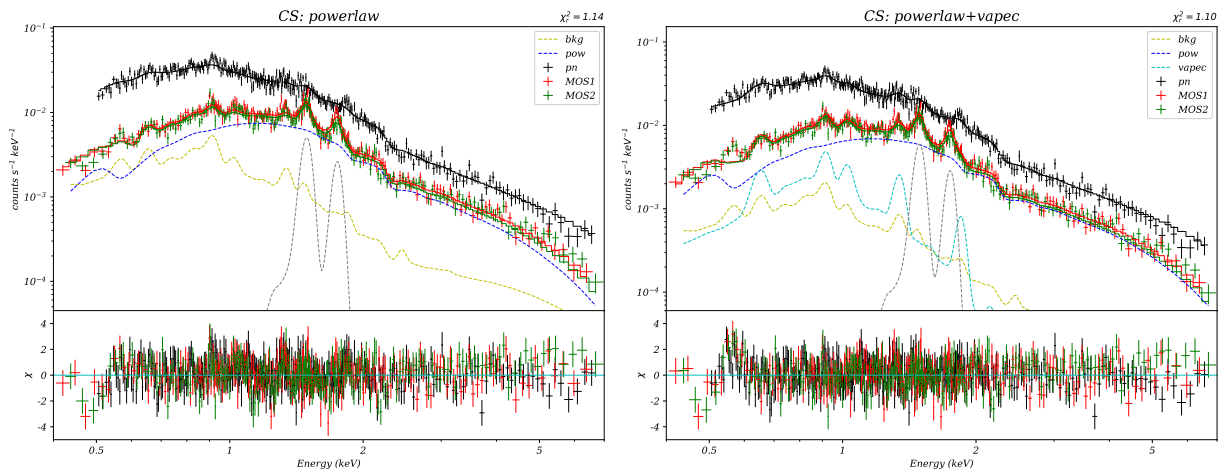 CS: powerlaw
χ²ᵣ = 1.14
10⁻¹
10⁻²
10⁻³
10⁻⁴
counts s⁻¹ keV⁻¹
bkg
pow
pn
MOS1
MOS2
4
2
0
-2
-4
χ
0.5
1
2
5
Energy (keV)
CS: powerlaw+vapec
χ²ᵣ = 1.10
10⁻¹
10⁻²
10⁻³
10⁻⁴
counts s⁻¹ keV⁻¹
bkg
pow
vapec
pn
MOS1
MOS2
4
2
0
-2
-4
χ
0.5
1
2
5
Energy (keV)